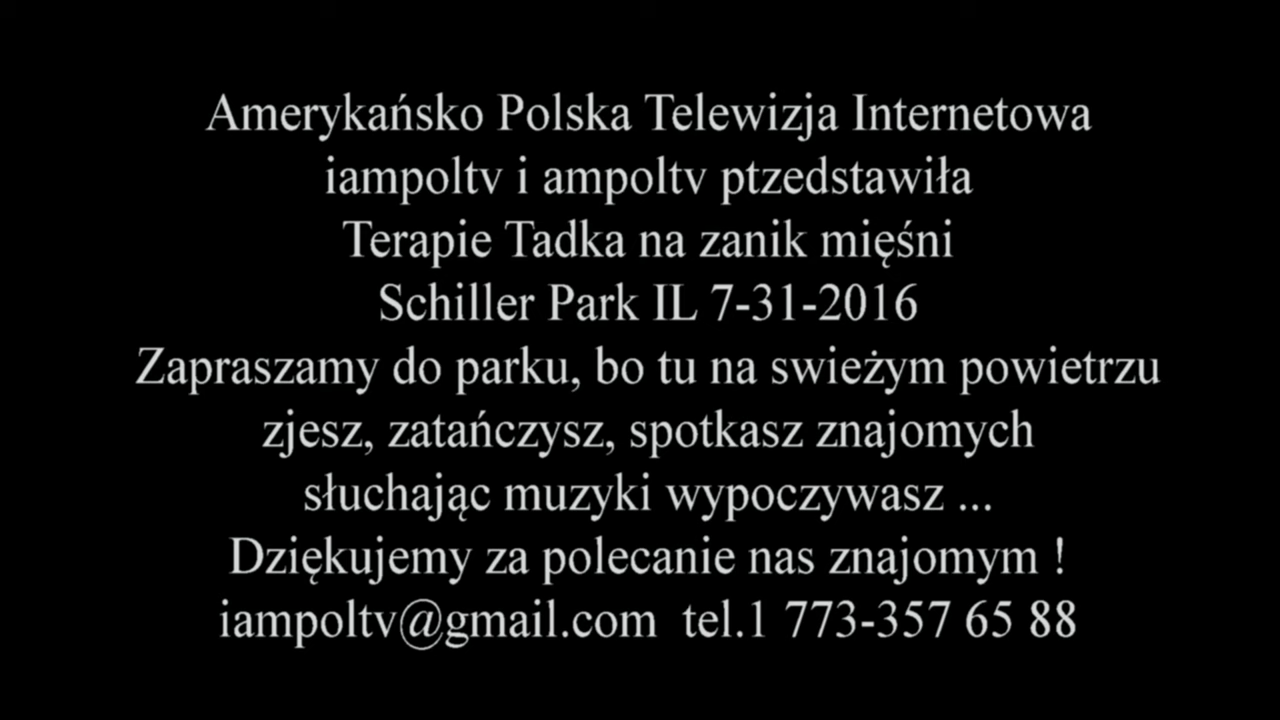 Amerykańsko Polska Telewizja Internetowa
iampoltv i ampoltv ptzedstawiła
Terapie Tadka na zanik mięśni
Schiller Park IL 7-31-2016
Zapraszamy do parku, bo tu na swieżym powietrzu
zjesz, zatańczysz, spotkasz znajomych
słuchając muzyki wypoczywasz ...
Dziękujemy za polecanie nas znajomym !
iampoltv@gmail.com tel.1 773-357 65 88